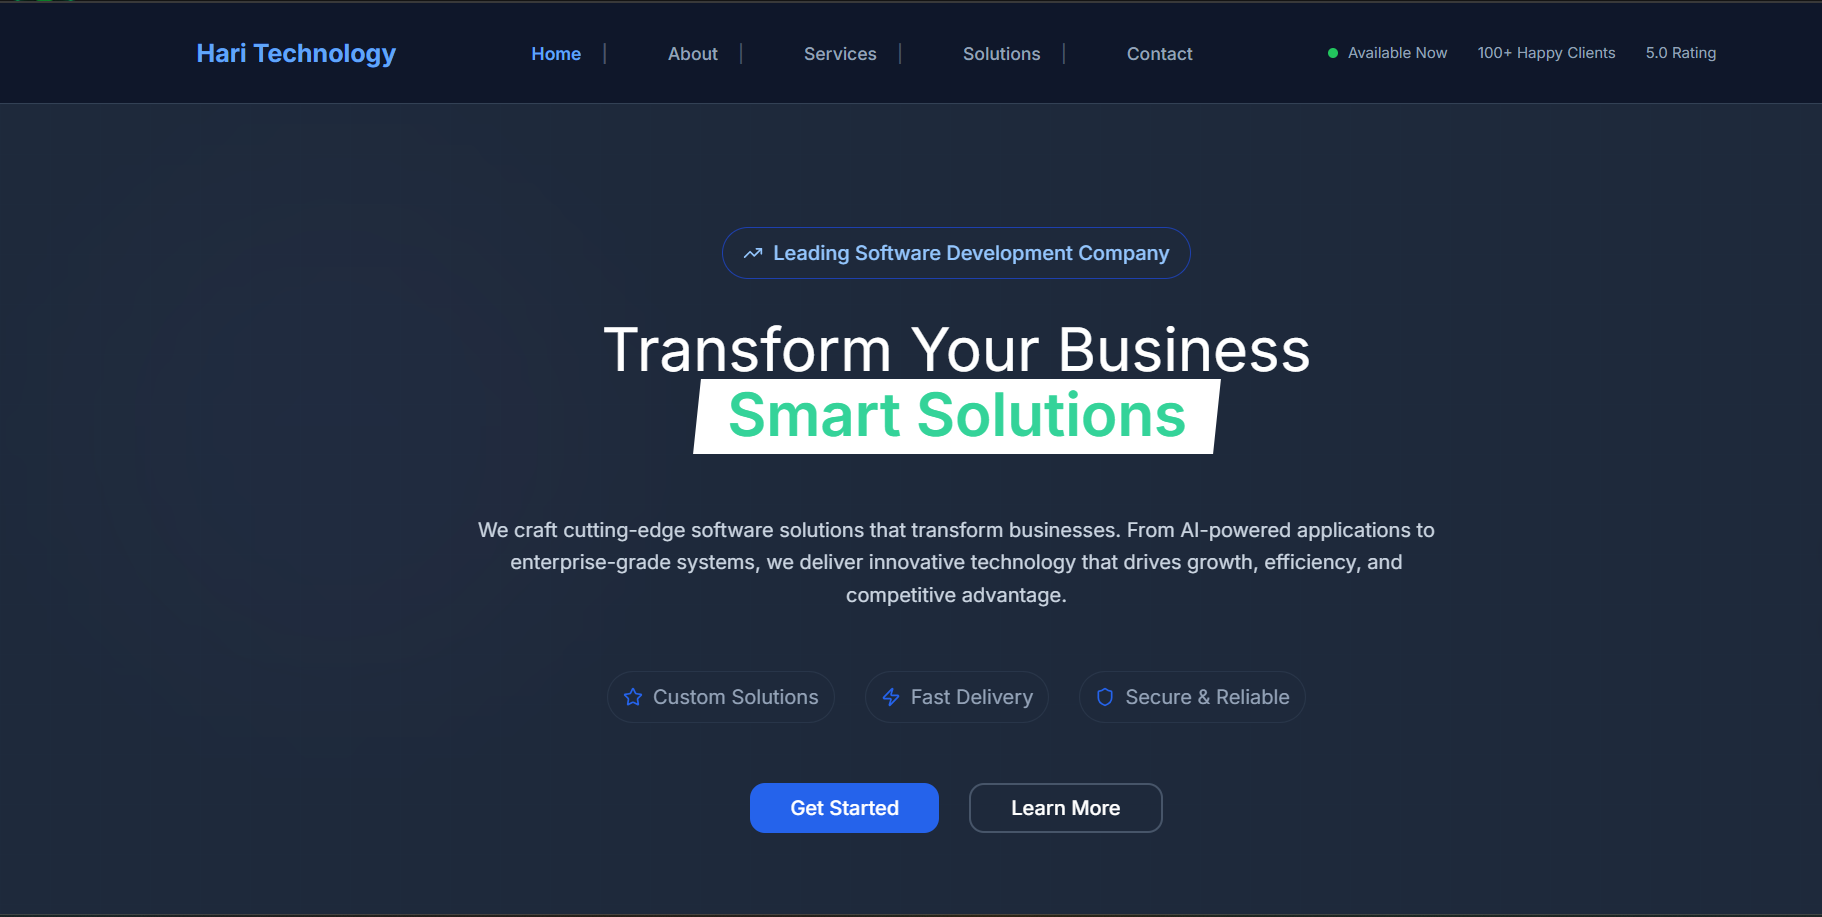 Hari Technology
Home | About | Services | Solutions | Contact
Available Now 100+ Happy Clients 5.0 Rating
Leading Software Development Company
Transform Your Business
Smart Solutions
We craft cutting-edge software solutions that transform businesses. From AI-powered applications to
enterprise-grade systems, we deliver innovative technology that drives growth, efficiency, and
competitive advantage.
Custom Solutions Fast Delivery Secure & Reliable
Get Started Learn More